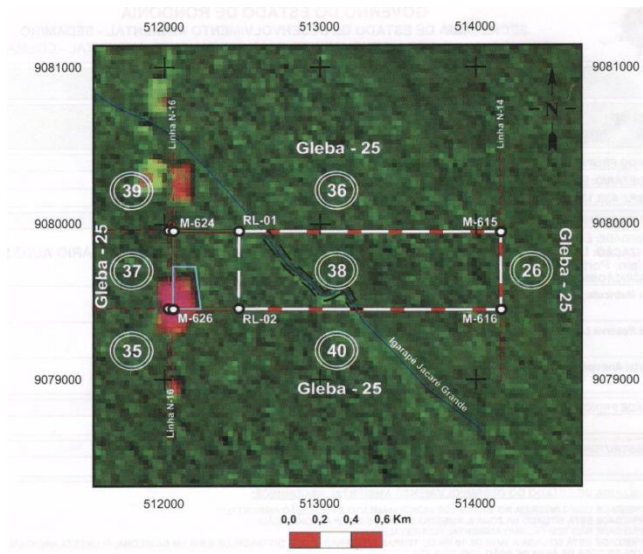 GOVERNO DO ESTADO DE RONDONIA
512000 513000 514000
9081000 9081000
Linha N-16
Linha N-14
N
Gleba - 25
39 36
9080000 9080000
M-624 RL-01 M-615
Gleba - 25
37 38 26
Gleba - 25
M-626 RL-02 M-616
35 40
9079000 9079000
Gleba - 25
Igarapé Jacaré Grande
Linha N-16
512000 513000 514000
0,0 0,2 0,4 0,6 Km